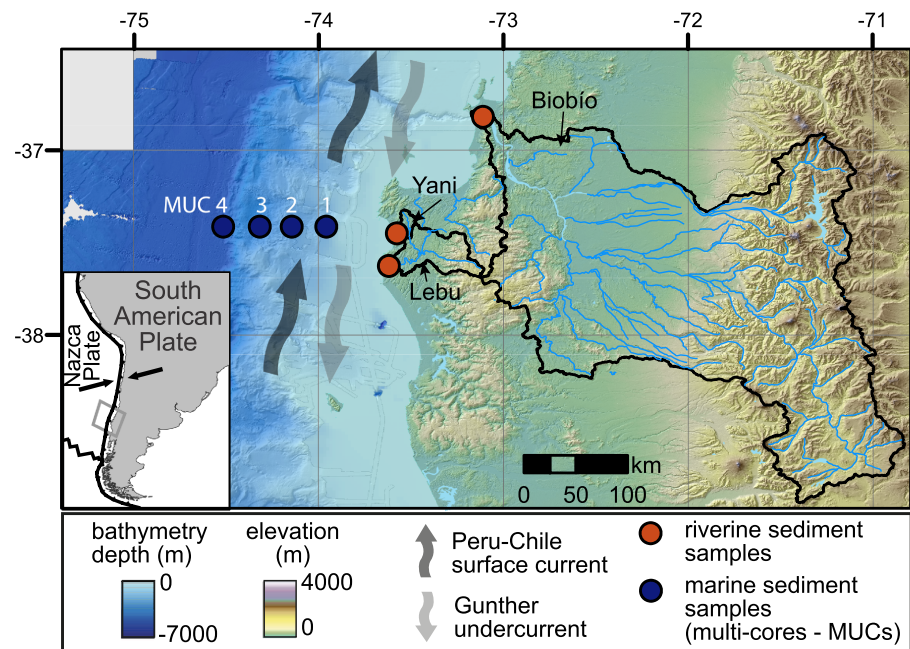 -75 -74 -73 -72 -71
Biobío
-37
Yani
MUC 4 3 2 1
Lebu
South
American
Plate
Nazca
Plate
-38
km
0 50 100
bathymetry
depth (m)
0
-7000
elevation
(m)
4000
0
Peru-Chile
surface current
Gunther
undercurrent
riverine sediment
samples
marine sediment
samples
(multi-cores - MUCs)